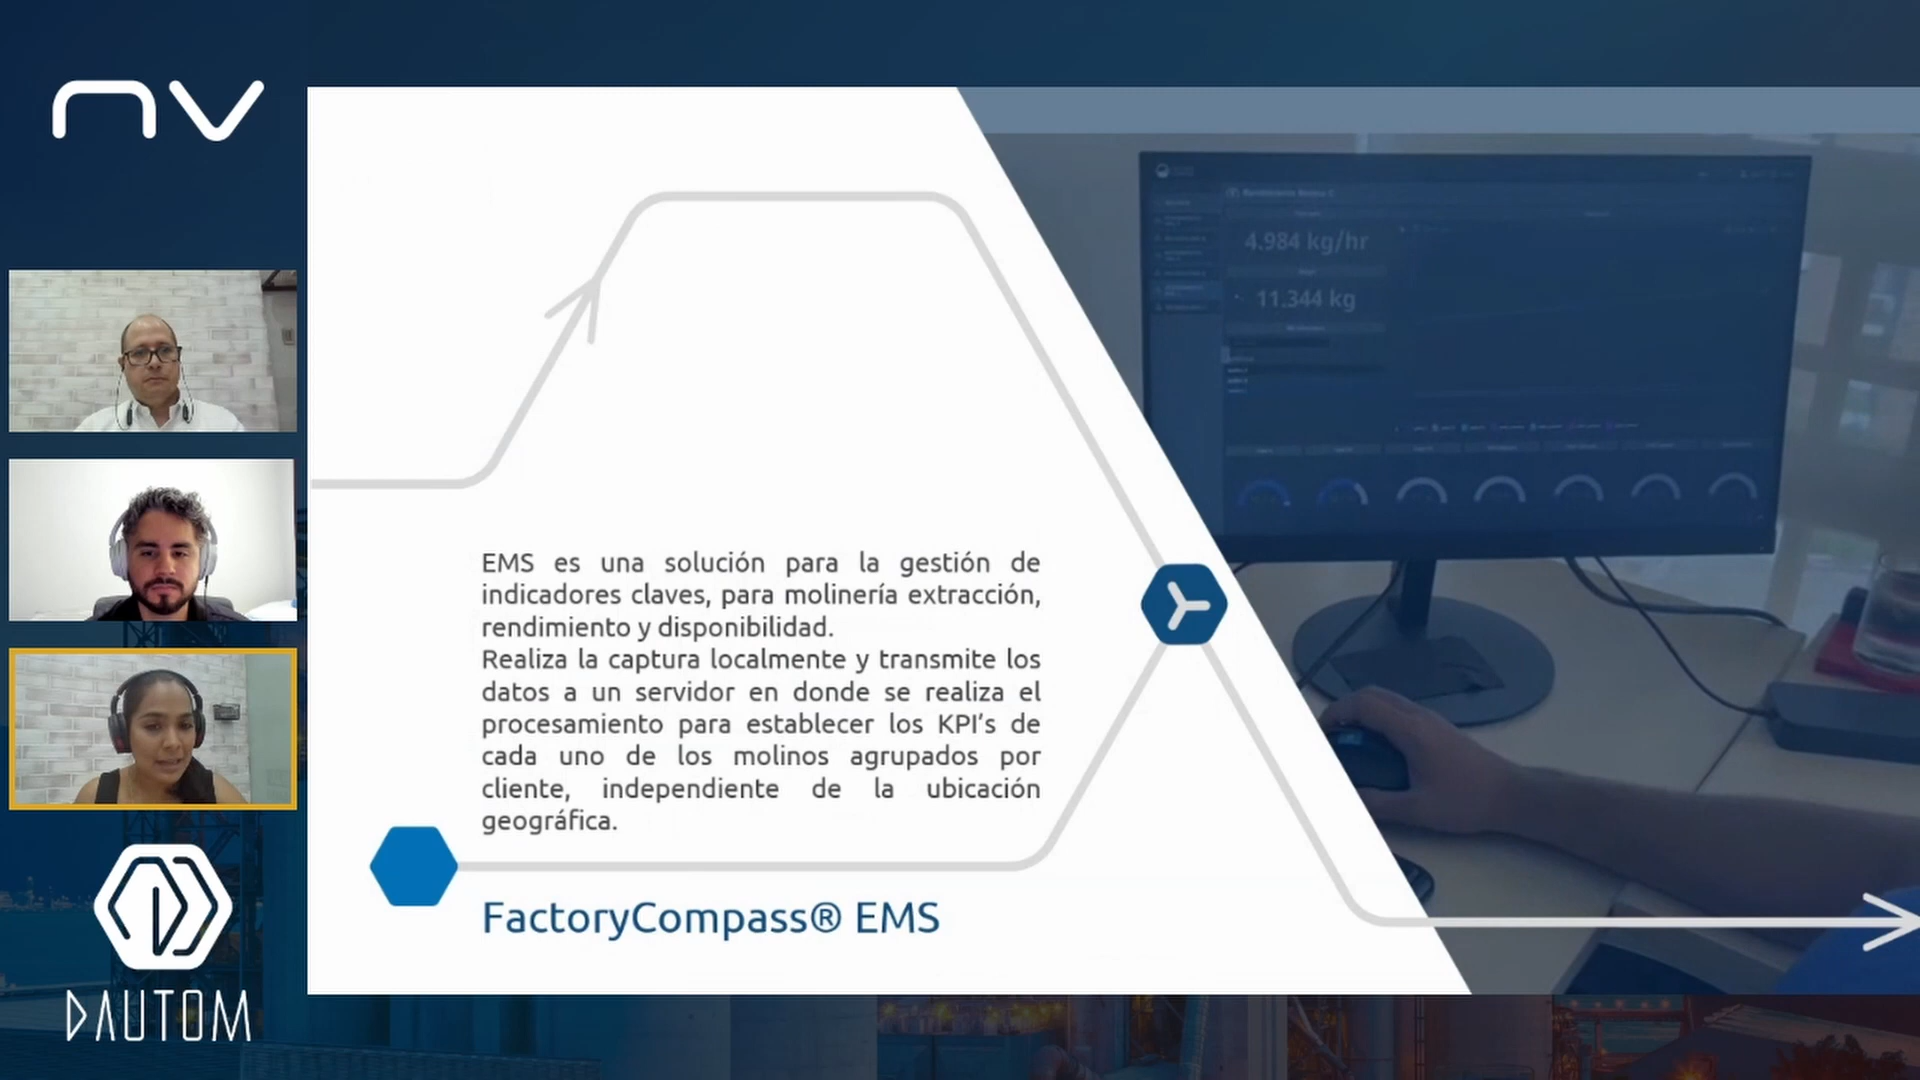 nv
4.984 kg/hr
11.344 kg
EMS es una solución para la gestión de
indicadores claves, para molinería extracción,
rendimiento y disponibilidad.
Realiza la captura localmente y transmite los
datos a un servidor en donde se realiza el
procesamiento para establecer los KPI’s de
cada uno de los molinos agrupados por
cliente, independiente de la ubicación
geográfica.
FactoryCompass® EMS
DAUTOM